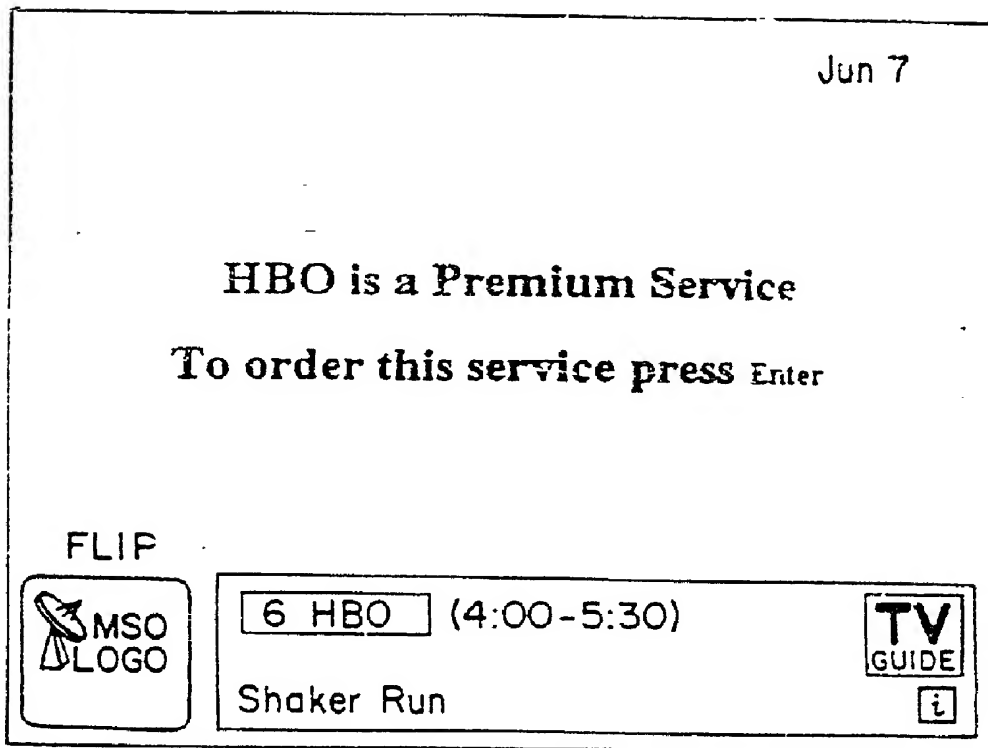 Jun 7
HBO is a Premium Service
To order this service press Enter
FLIP
MSO
LOGO
6 HBO (4:00-5:30)
TV
GUIDE
Shaker Run
i